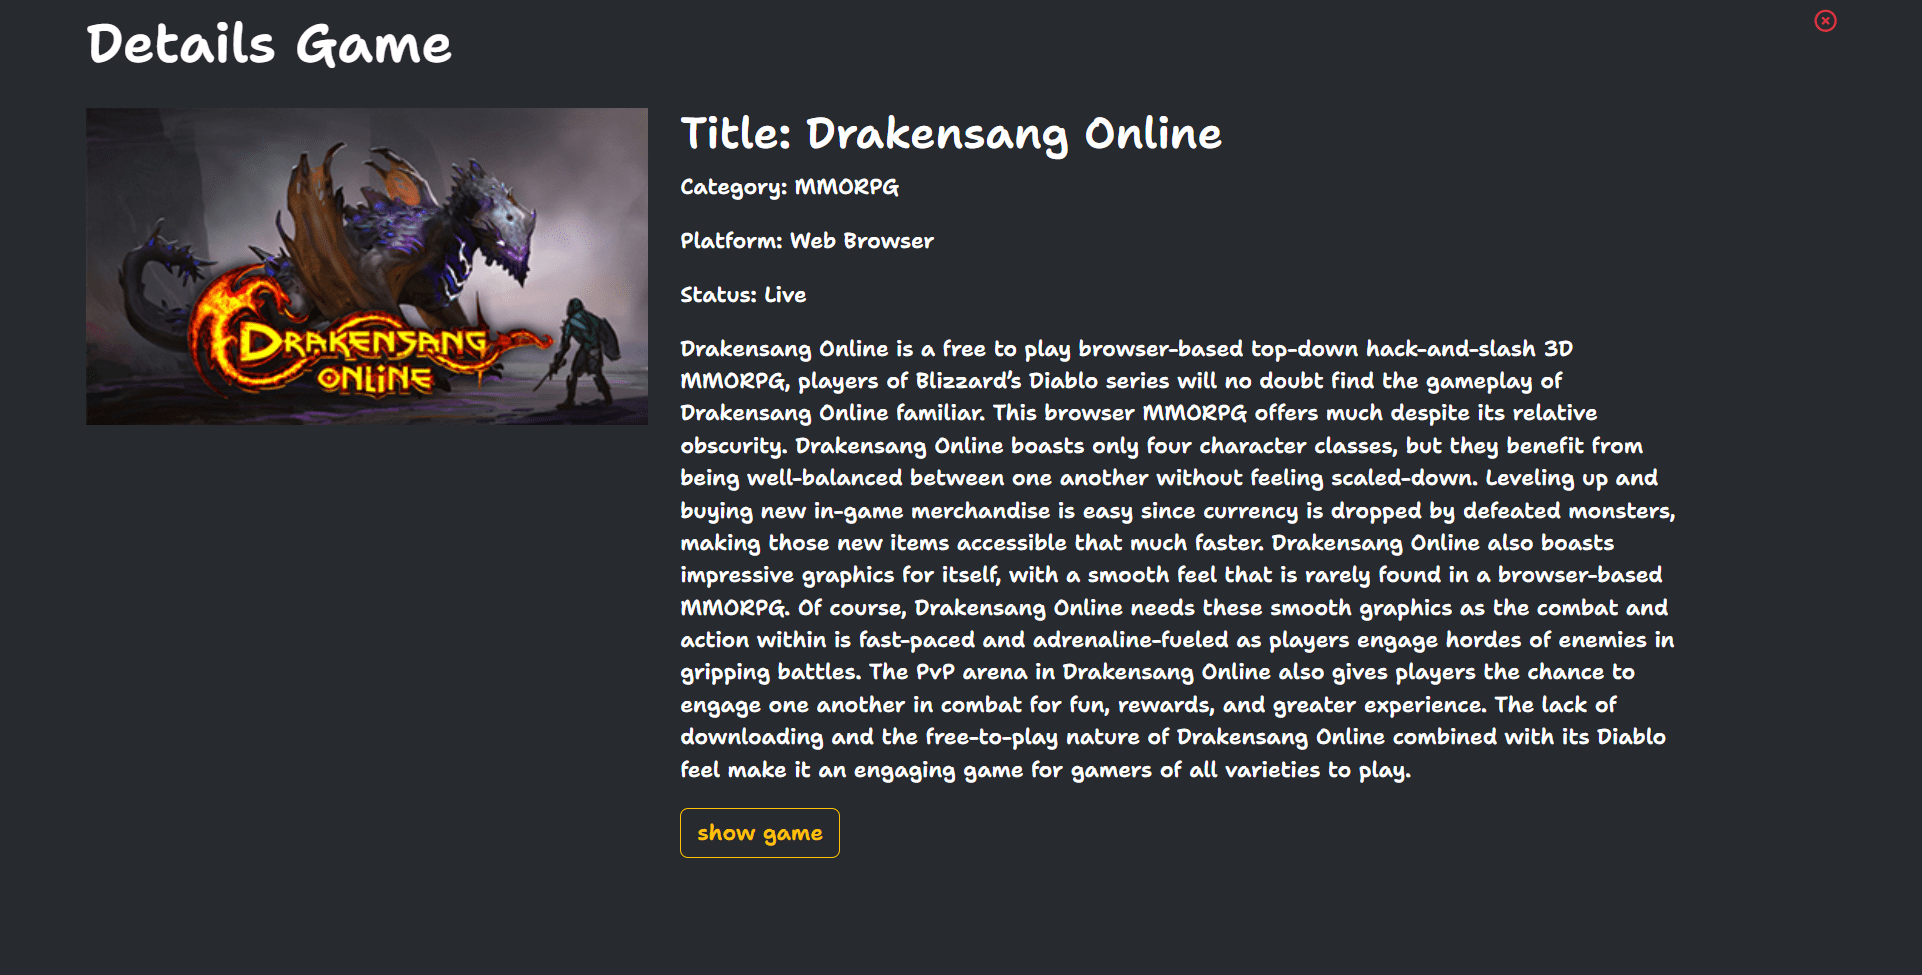 Details Game
DRAKENSANG
ONLINE
Title: Drakensang Online
Category: MMORPG
Platform: Web Browser
Status: Live
Drakensang Online is a free to play browser-based top-down hack-and-slash 3D
MMORPG, players of Blizzard’s Diablo series will no doubt find the gameplay of
Drakensang Online familiar. This browser MMORPG offers much despite its relative
obscurity. Drakensang Online boasts only four character classes, but they benefit from
being well-balanced between one another without feeling scaled-down. Leveling up and
buying new in-game merchandise is easy since currency is dropped by defeated monsters,
making those new items accessible that much faster. Drakensang Online also boasts
impressive graphics for itself, with a smooth feel that is rarely found in a browser-based
MMORPG. Of course, Drakensang Online needs these smooth graphics as the combat and
action within is fast-paced and adrenaline-fueled as players engage hordes of enemies in
gripping battles. The PvP arena in Drakensang Online also gives players the chance to
engage one another in combat for fun, rewards, and greater experience. The lack of
downloading and the free-to-play nature of Drakensang Online combined with its Diablo
feel make it an engaging game for gamers of all varieties to play.
show game